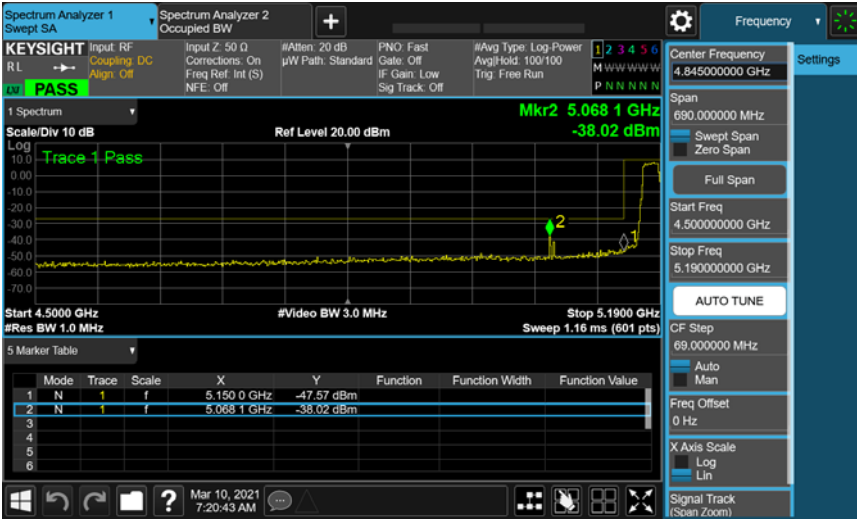 Spectrum Analyzer 1
Swept SA
Spectrum Analyzer 2
Occupied BW
Frequency
KEYSIGHT
RL
PASS
Input: RF
Coupling: DC
Align: Off
Input Z: 50 Ω
Corrections: On
Freq Ref: Int (S)
NFE: Off
#Atten: 20 dB
µW Path: Standard
PNO: Fast
Gate: Off
IF Gain: Low
Sig Track: Off
#Avg Type: Log-Power
Avg|Hold: 100/100
Trig: Free Run
1 2 3 4 5 6
M W W W W W
P N N N N N
1 Spectrum
Scale/Div 10 dB
Ref Level 20.00 dBm
Mkr2 5.068 1 GHz
-38.02 dBm
Log
Trace 1 Pass
10.0
0.00
-10.0
-20.0
-30.0
-40.0
-50.0
-60.0
-70.0
2
1
Start 4.5000 GHz
#Video BW 3.0 MHz
Stop 5.1900 GHz
#Res BW 1.0 MHz
Sweep 1.16 ms (601 pts)
5 Marker Table
Mode Trace Scale X Y Function Function Width Function Value
1 N 1 f 5.150 0 GHz -47.57 dBm
2 N 1 f 5.068 1 GHz -38.02 dBm
3
4
5
6
Mar 10, 2021
7:20:43 AM
Center Frequency
4.845000000 GHz
Settings
Span
690.000000 MHz
Swept Span
Zero Span
Full Span
Start Freq
4.500000000 GHz
Stop Freq
5.190000000 GHz
AUTO TUNE
CF Step
69.000000 MHz
Auto
Man
Freq Offset
0 Hz
X Axis Scale
Log
Lin
Signal Track
(Span Zoom)